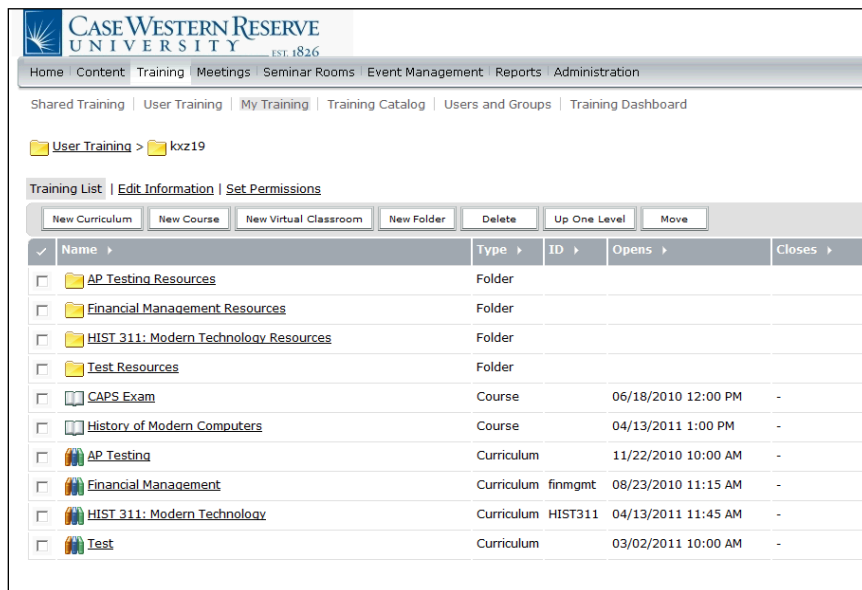 CASE WESTERN RESERVE
UNIVERSITY EST. 1826
Home Content Training Meetings Seminar Rooms Event Management Reports Administration
Shared Training | User Training | My Training | Training Catalog | Users and Groups | Training Dashboard
User Training > kxz19
Training List | Edit Information | Set Permissions
New Curriculum New Course New Virtual Classroom New Folder Delete Up One Level Move
Name Type ID Opens Closes
AP Testing Resources Folder
Financial Management Resources Folder
HIST 311: Modern Technology Resources Folder
Test Resources Folder
CAPS Exam Course 06/18/2010 12:00 PM -
History of Modern Computers Course 04/13/2011 1:00 PM -
AP Testing Curriculum 11/22/2010 10:00 AM -
Financial Management Curriculum finmgmt 08/23/2010 11:15 AM -
HIST 311: Modern Technology Curriculum HIST311 04/13/2011 11:45 AM -
Test Curriculum 03/02/2011 10:00 AM -